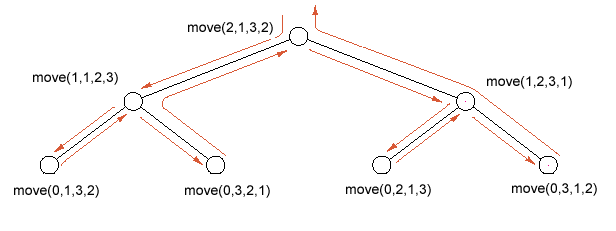 move(2,1,3,2)
move(1,1,2,3)
move(1,2,3,1)
move(0,1,3,2)
move(0,3,2,1)
move(0,2,1,3)
move(0,3,1,2)